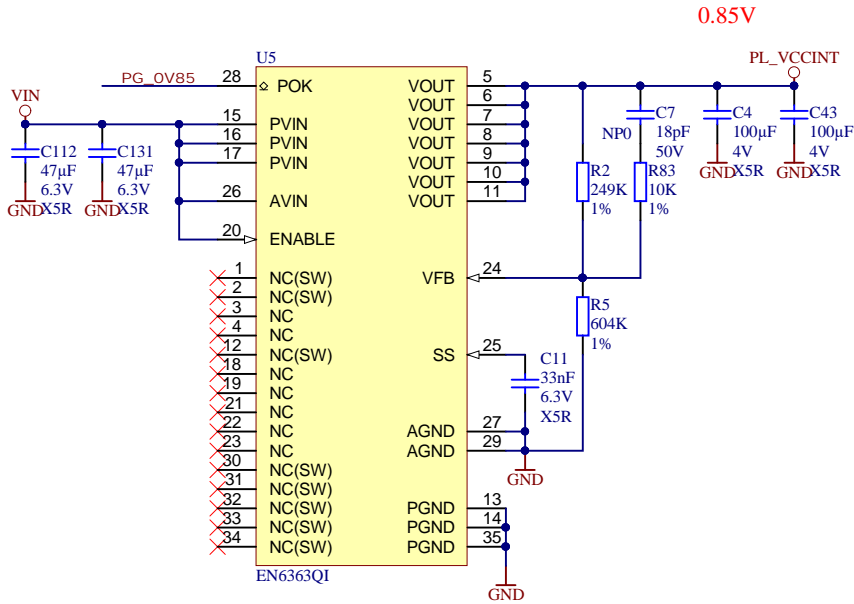 0.85V
PL_VCCINT
U5
PG_0V85
28
POK
VOUT
5
VOUT
6
VIN
15
PVIN
VOUT
7
16
PVIN
VOUT
8
17
PVIN
VOUT
9
VOUT
10
26
AVIN
VOUT
11
20
ENABLE
C112
47µF
6.3V
X5R
GND
C131
47µF
6.3V
X5R
GND
C7
18pF
50V
NP0
R2
249K
1%
R83
10K
1%
C4
100µF
4V
X5R
GND
C43
100µF
4V
X5R
GND
1
NC(SW)
VFB
24
2
NC(SW)
3
NC
R5
604K
1%
4
NC
12
NC(SW)
SS
25
18
NC
C11
33nF
6.3V
X5R
19
NC
21
NC
22
NC
AGND
27
23
NC
AGND
29
GND
30
NC(SW)
31
NC(SW)
32
NC(SW)
PGND
13
33
NC(SW)
PGND
14
34
NC(SW)
PGND
35
EN6363QI
GND